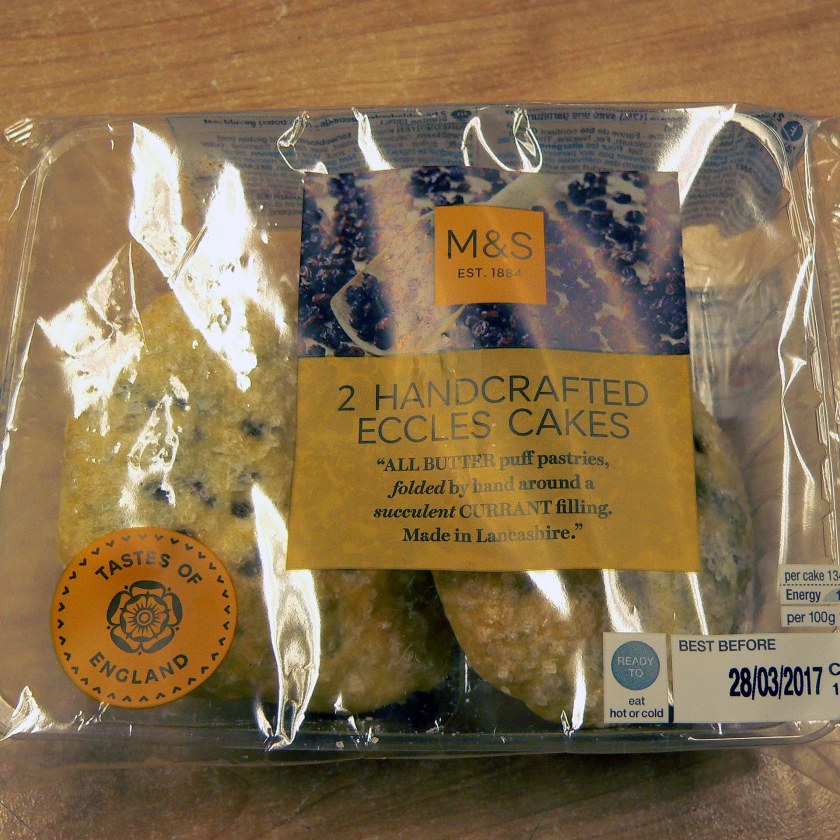 M&S
EST. 1884
2 HANDCRAFTED
ECCLES CAKES
“ALL BUTTER puff pastries,
folded by hand around a
succulent CURRANT filling.
Made in Lancashire.”
TASTES OF
ENGLAND
per cake
Energy
per 100g
READY
TO
eat
hot or cold
BEST BEFORE
28/03/2017